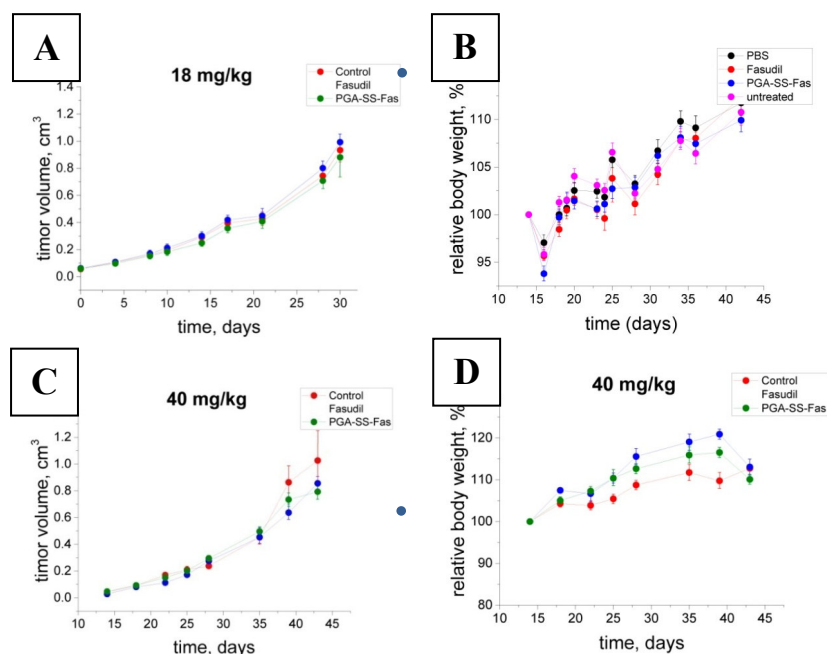 A
18 mg/kg
Control
Fasudil
PGA-SS-Fas
timor volume, cm³
1.4
1.2
1.0
0.8
0.6
0.4
0.2
0.0
0 5 10 15 20 25 30
time, days
B
PBS
Fasudil
PGA-SS-Fas
untreated
relative body weight, %
110
105
100
95
10 15 20 25 30 35 40 45
time (days)
C
40 mg/kg
Control
Fasudil
PGA-SS-Fas
timor volume, cm³
1.2
1.0
0.8
0.6
0.4
0.2
0.0
10 15 20 25 30 35 40 45
time, days
D
40 mg/kg
Control
Fasudil
PGA-SS-Fas
relative body weight, %
120
110
100
90
80
10 15 20 25 30 35 40 45
time, days